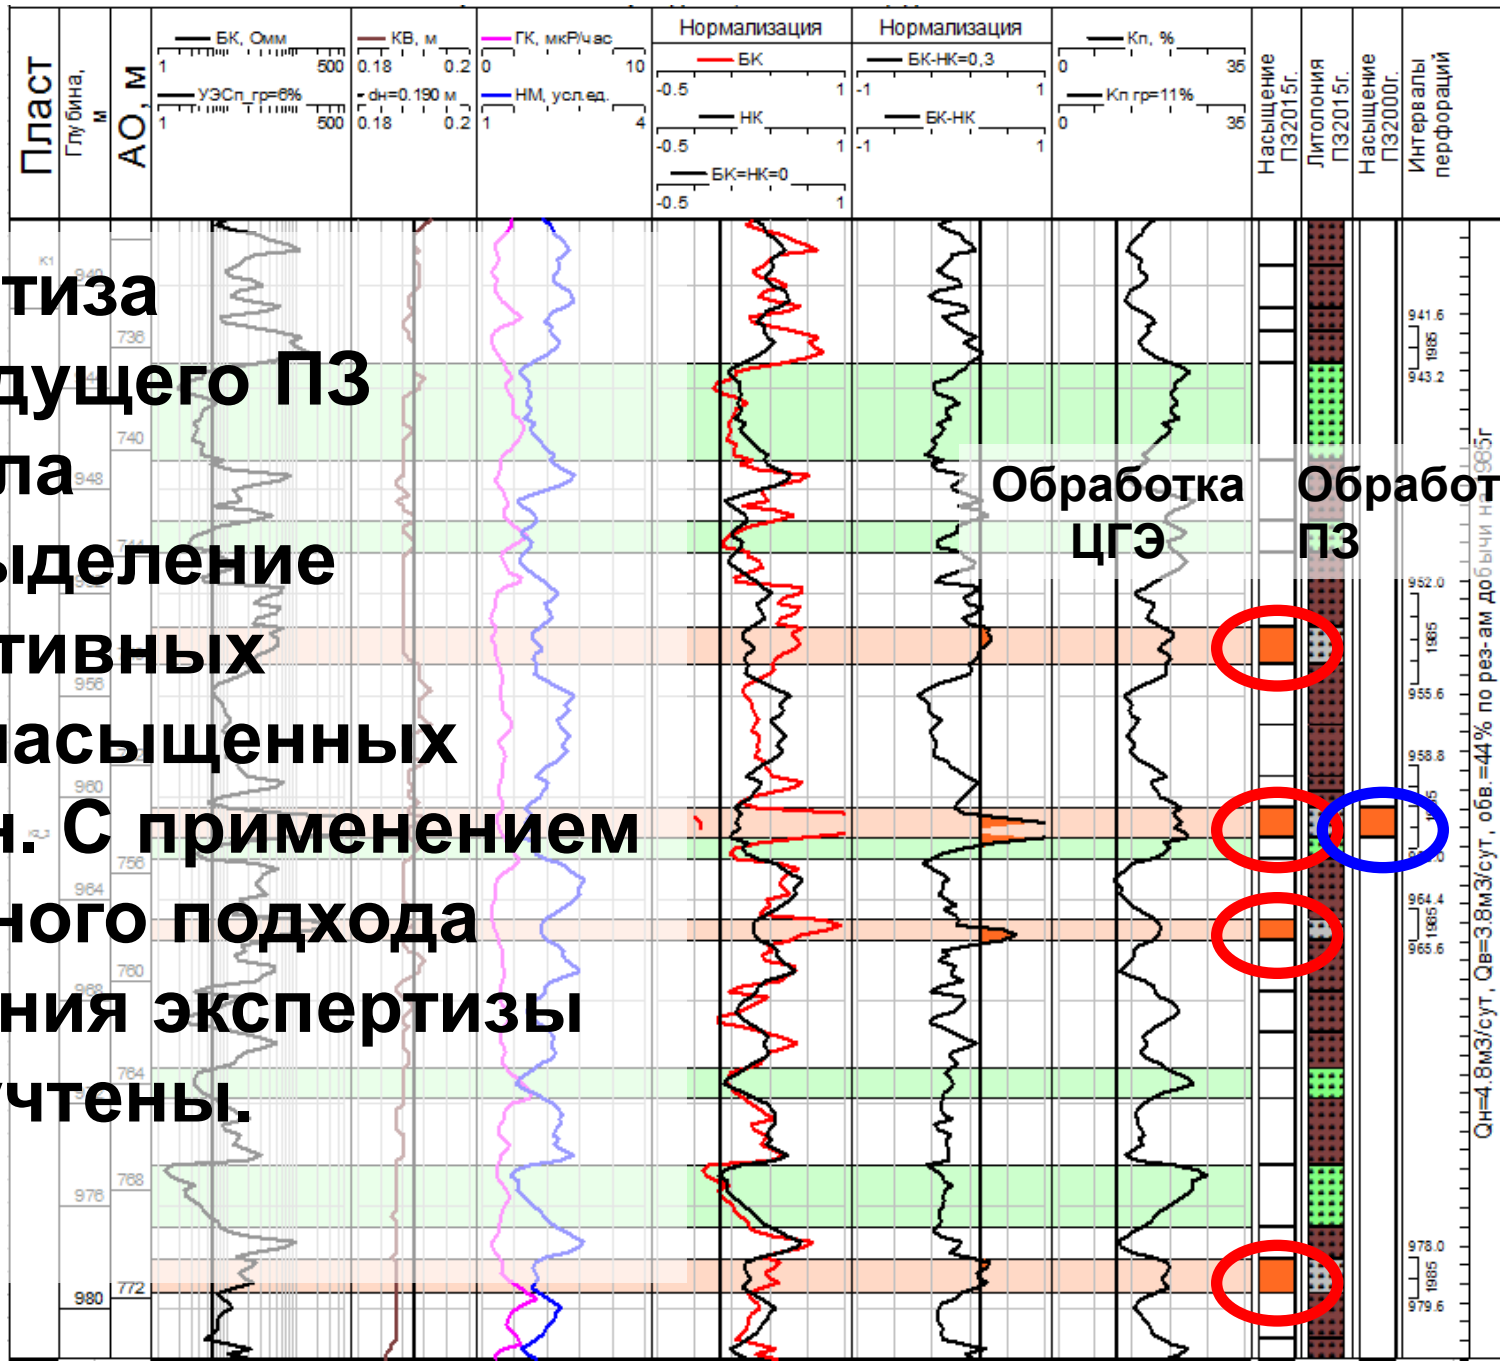 Пласт
Глубина, м
АО, м
БК, Омм
1 500
УЭСп_гр=6%
1 500
КВ, м
0.18 0.2
dн=0.190 м
0.18 0.2
ГК, мкР/час
0 10
НМ, усл.ед.
1 4
Нормализация
БК
-0.5 1
НК
-0.5 1
БК=НК=0
-0.5 1
Нормализация
БК-НК=0,3
-1 1
БК-НК
-1 1
Кп, %
0 35
Кп гр=11%
0 35
Насыщение ПЗ2015г.
Литология ПЗ2015г.
Насыщение ПЗ2000г.
Интервалы перфораций
К1
736
740
948
956
960
756
964
760
764
768
976
772
980
тиза
дущего ПЗ
ла
ыделение
тивных
насыщенных
н. С применением
ного подхода
ния экспертизы
учтены.
Обработка
ЦГЭ
Обработ
ПЗ
941.6
1985
943.2
952.0
1985
955.6
958.8
964.4
1985
965.6
978.0
1985
979.6
Qн=4.8м3/сут, Qв=3.8м3/сут, обв.=44% по рез-ам добычи на 1985г